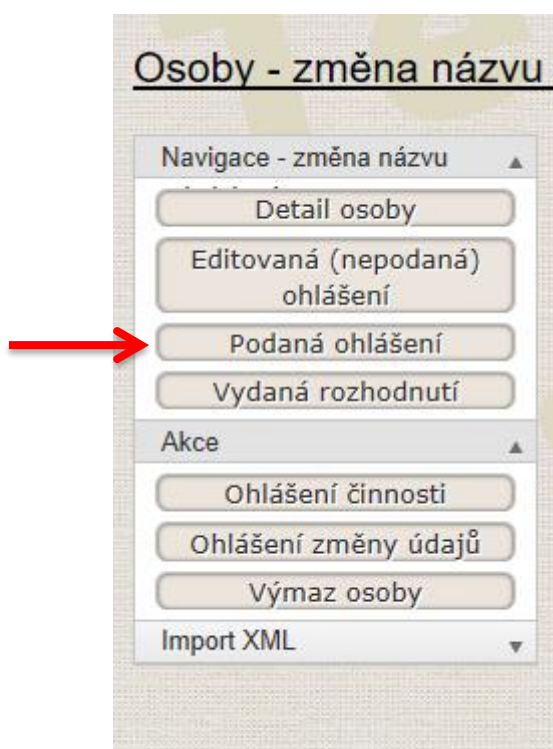 Osoby - změna názvu
Navigace - změna názvu
Detail osoby
Editovaná (nepodaná)
ohlášení
Podaná ohlášení
Vydaná rozhodnutí
Akce
Ohlášení činnosti
Ohlášení změny údajů
Výmaz osoby
Import XML